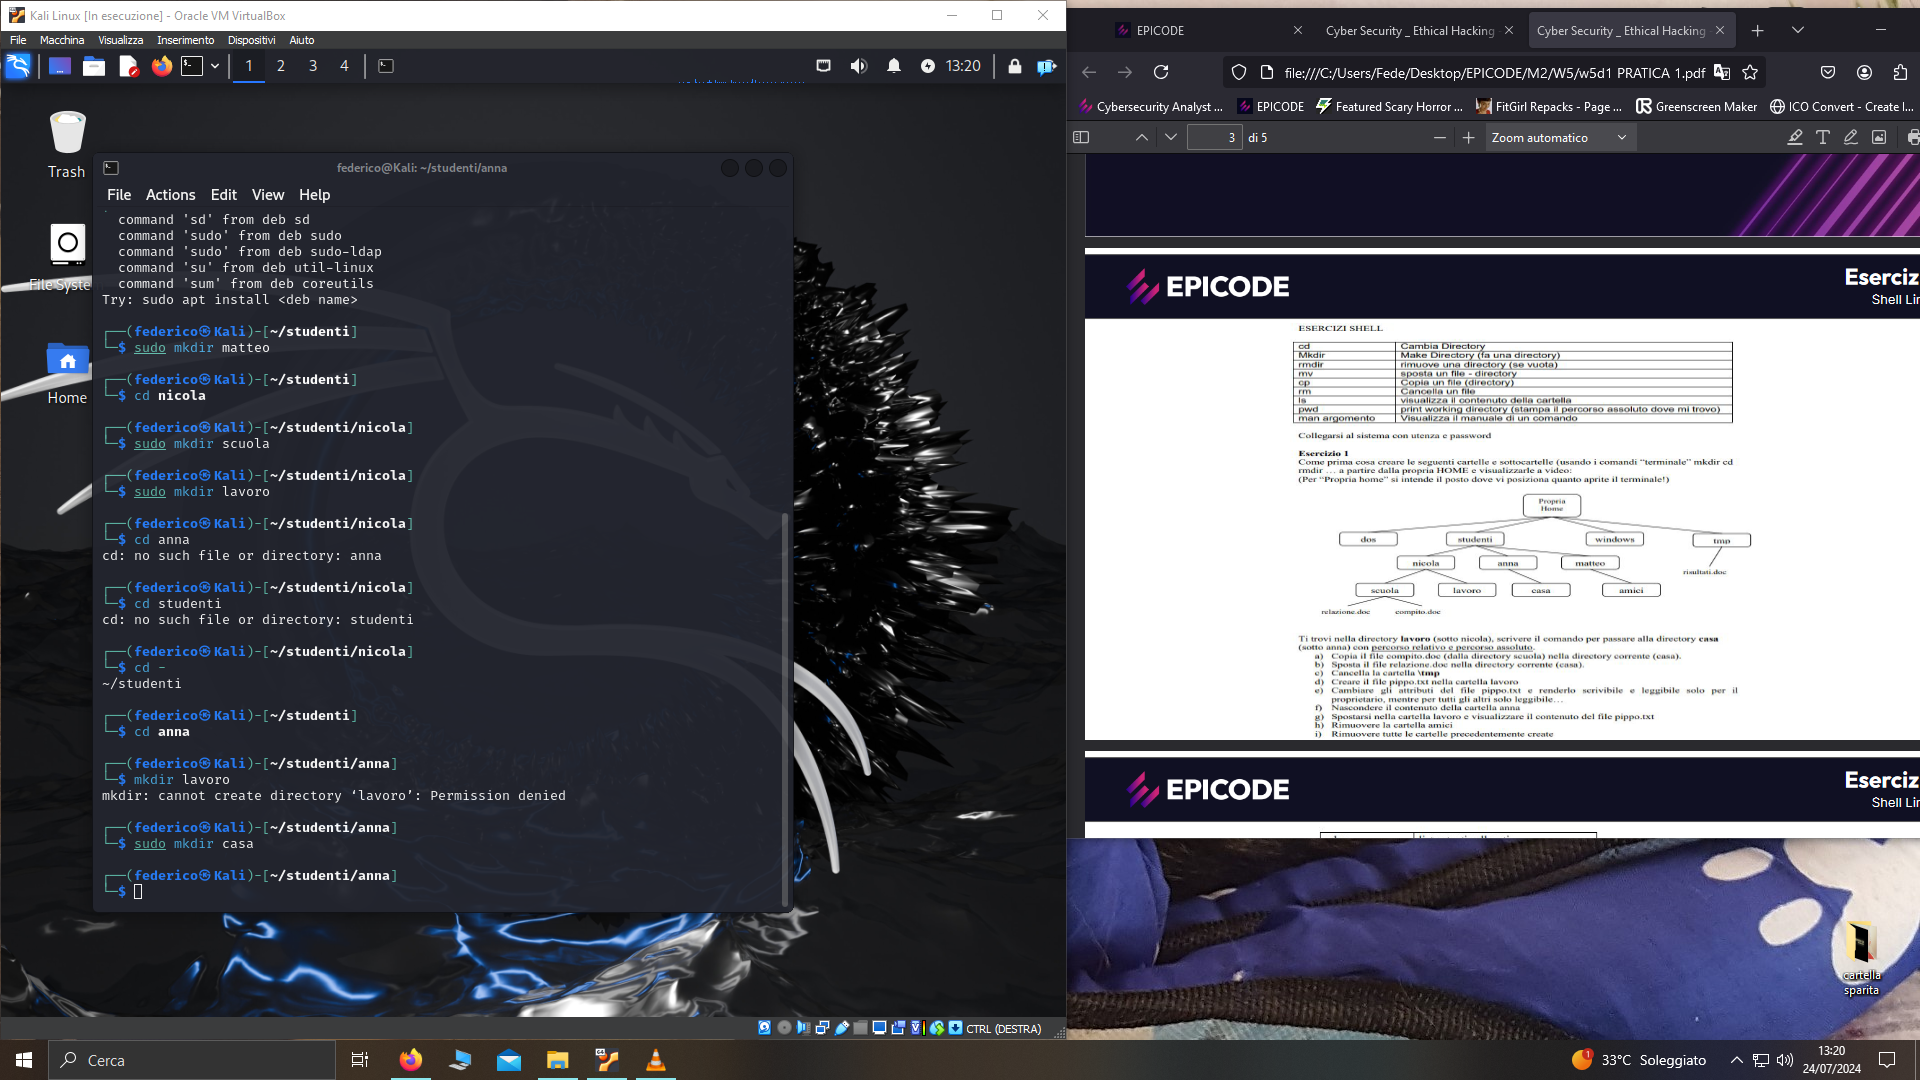 Kali Linux [In esecuzione] - Oracle VM VirtualBox
File Macchina Visualizza Inserimento Dispositivi Aiuto
1 2 3 4
13:20
Trash
File Syste
Home
federico@Kali: ~/studenti/anna
File Actions Edit View Help
command 'sd' from deb sd
command 'sudo' from deb sudo
command 'sudo' from deb sudo-ldap
command 'su' from deb util-linux
command 'sum' from deb coreutils
Try: sudo apt install <deb name>
┌──(federico㉿Kali)-[~/studenti]
└─$ sudo mkdir matteo
┌──(federico㉿Kali)-[~/studenti]
└─$ cd nicola
┌──(federico㉿Kali)-[~/studenti/nicola]
└─$ sudo mkdir scuola
┌──(federico㉿Kali)-[~/studenti/nicola]
└─$ sudo mkdir lavoro
┌──(federico㉿Kali)-[~/studenti/nicola]
└─$ cd anna
cd: no such file or directory: anna
┌──(federico㉿Kali)-[~/studenti/nicola]
└─$ cd studenti
cd: no such file or directory: studenti
┌──(federico㉿Kali)-[~/studenti/nicola]
└─$ cd -
~/studenti
┌──(federico㉿Kali)-[~/studenti]
└─$ cd anna
┌──(federico㉿Kali)-[~/studenti/anna]
└─$ mkdir lavoro
mkdir: cannot create directory ‘lavoro’: Permission denied
┌──(federico㉿Kali)-[~/studenti/anna]
└─$ sudo mkdir casa
┌──(federico㉿Kali)-[~/studenti/anna]
└─$
CTRL (DESTRA)
EPICODE
Cyber Security _ Ethical Hacking
Cyber Security _ Ethical Hacking
file:///C:/Users/Fede/Desktop/EPICODE/M2/W5/w5d1 PRATICA 1.pdf
Cybersecurity Analyst ... EPICODE Featured Scary Horror ... FitGirl Repacks - Page ... Greenscreen Maker ICO Convert - Create I...
3 di 5
Zoom automatico
EPICODE
Eserciz
Shell Lin
ESERCIZI SHELL
cd Cambia Directory
Mkdir Make Directory (fa una directory)
rmdir rimuove una directory (se vuota)
mv sposta un file - directory
cp Copia un file (directory)
rm Cancella un file
ls visualizza il contenuto della cartella
pwd print working directory (stampa il percorso assoluto dove mi trovo)
man argomento Visualizza il manuale di un comando
Collegarsi al sistema con utenza e password
Esercizio 1
Come prima cosa creare le seguenti cartelle e sottocartelle (usando i comandi “terminale” mkdir cd
rmdir … a partire dalla propria HOME e visualizzarle a video:
(Per “Propria home” si intende il posto dove vi posiziona quanto aprite il terminale!)
Propria
Home
dos studenti windows tmp
nicola anna matteo
risultati.doc
scuola lavoro casa amici
relazione.doc compito.doc
Ti trovi nella directory lavoro (sotto nicola), scrivere il comando per passare alla directory casa
(sotto anna) con percorso relativo e percorso assoluto.
a) Copia il file compito.doc (dalla directory scuola) nella directory corrente (casa).
b) Sposta il file relazione.doc nella directory corrente (casa).
c) Cancella la cartella \tmp
d) Creare il file pippo.txt nella cartella lavoro
e) Cambiare gli attributi del file pippo.txt e renderlo scrivibile e leggibile solo per il
proprietario, mentre per tutti gli altri solo leggibile…
f) Nascondere il contenuto della cartella anna
g) Spostarsi nella cartella lavoro e visualizzare il contenuto del file pippo.txt
h) Rimuovere la cartella amici
i) Rimuovere tutte le cartelle precedentemente create
EPICODE
Eserciz
Shell Lin
cartella
sparita
Cerca
1
33°C Soleggiato
13:20
24/07/2024